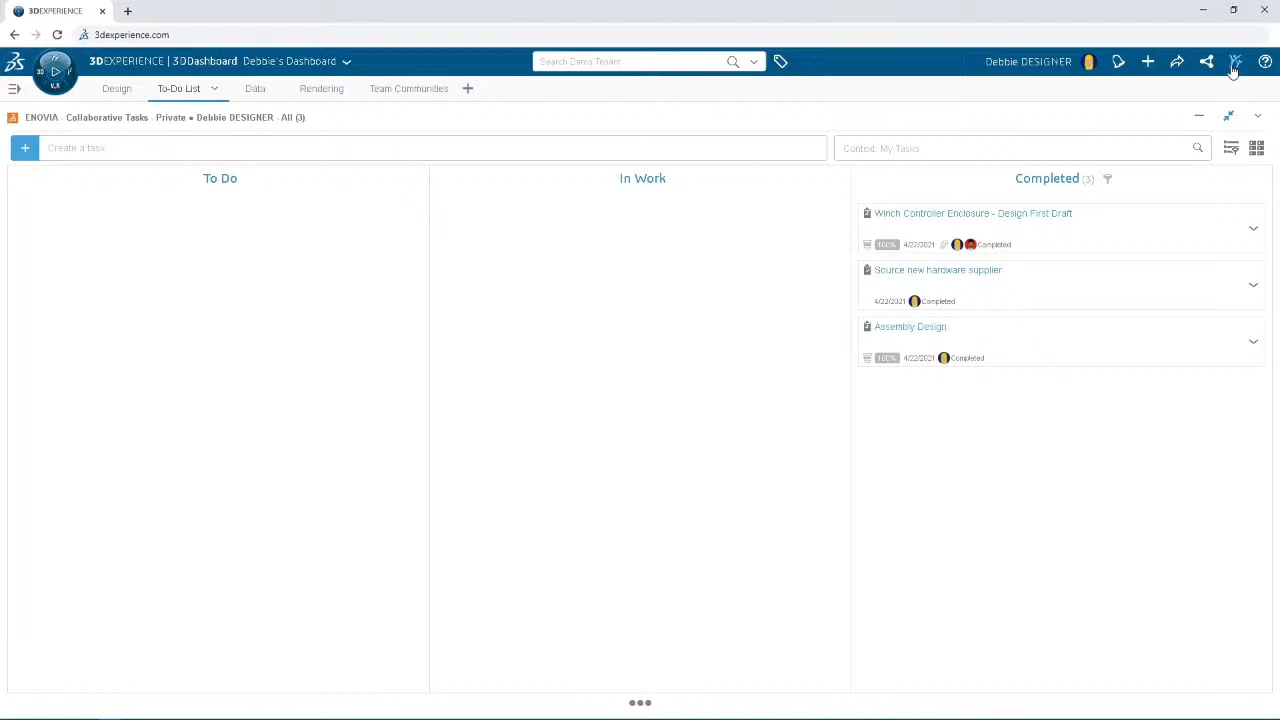 3DEXPERIENCE
3dexperience.com
3D
V.R
3DEXPERIENCE | 3DDashboard Debbie's Dashboard
Search Demo Tenant
Debbie DESIGNER
Design
To-Do List
Data
Rendering
Team Communities
ENOVIA - Collaborative Tasks - Private ● Debbie DESIGNER - All (3)
Create a task
Context: My Tasks
To Do
In Work
Completed (3)
Winch Controller Enclosure - Design First Draft
100% 4/22/2021 Completed
Source new hardware supplier
4/22/2021 Completed
Assembly Design
100% 4/22/2021 Completed